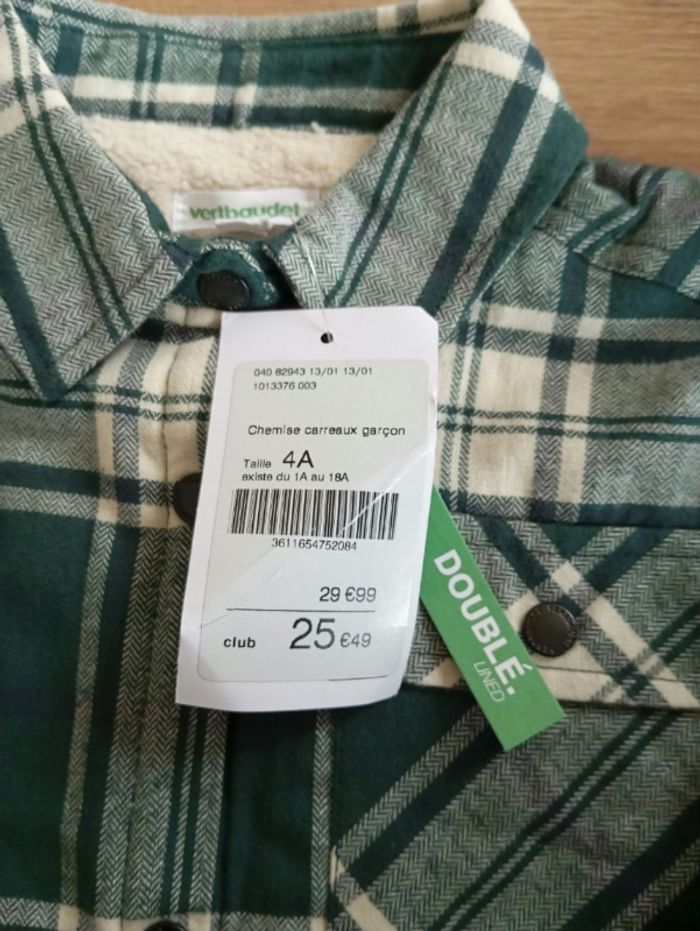 vertbaudet
040 82943 13/01 13/01
1013376 003
Chemise carreaux garçon
Taille 4A
existe du 1A au 18A
3611654752084
29 €99
club 25 €49
DOUBLÉ.
LINED